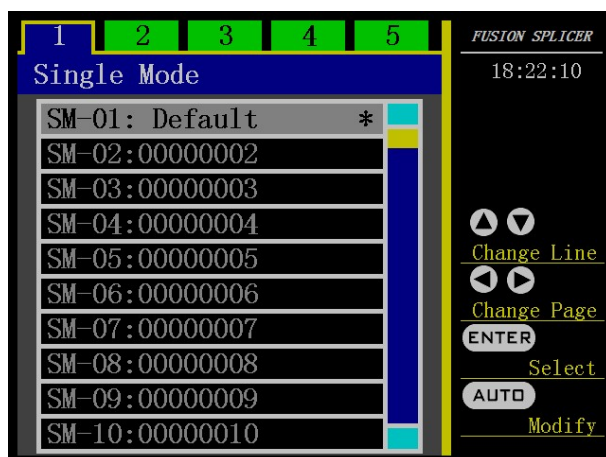 1 2 3 4 5
Single Mode
SM-01: Default *
SM-02:00000002
SM-03:00000003
SM-04:00000004
SM-05:00000005
SM-06:00000006
SM-07:00000007
SM-08:00000008
SM-09:00000009
SM-10:00000010
FUSION SPLICER
18:22:10
Change Line
Change Page
ENTER
Select
AUTO
Modify